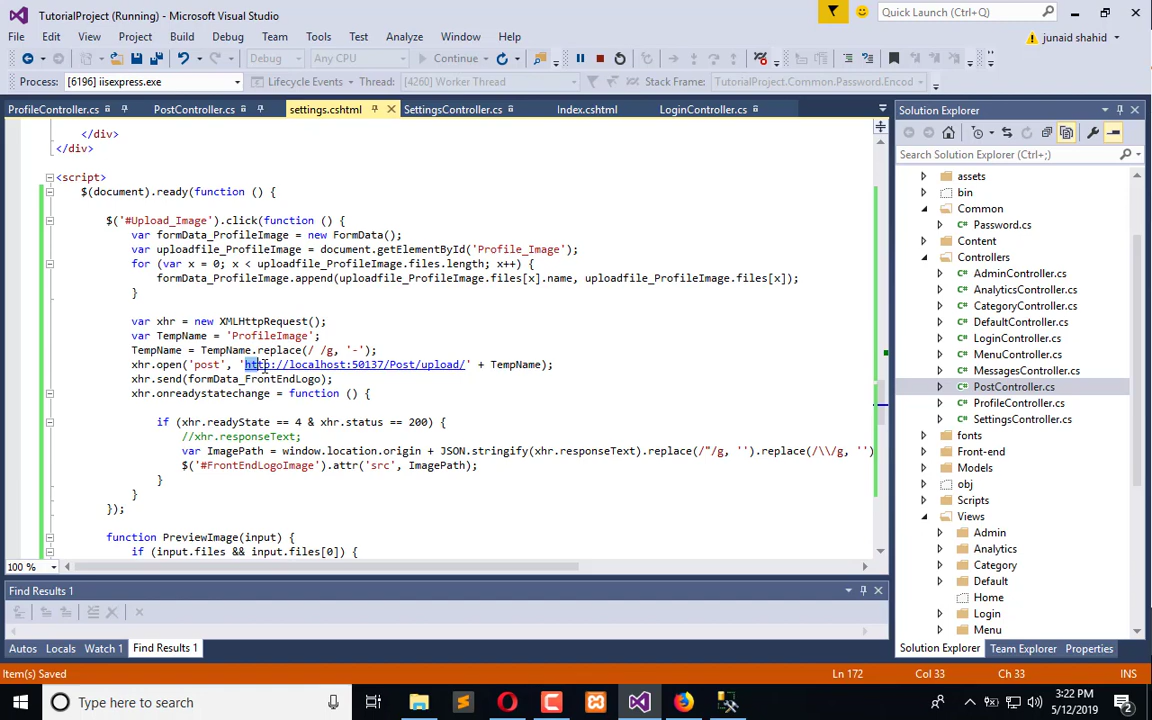 TutorialProject (Running) - Microsoft Visual Studio
Quick Launch (Ctrl+Q)
File Edit View Project Build Debug Team Tools Test Analyze Window Help
junaid shahid
Debug Any CPU Continue
Process: [6196] iisexpress.exe Lifecycle Events Thread: [4260] Worker Thread Stack Frame: TutorialProject.Common.Password.Encod
ProfileController.cs PostController.cs settings.cshtml SettingsController.cs Index.cshtml LoginController.cs
</div>
</div>
<script>
$(document).ready(function () {
$('#Upload_Image').click(function () {
var formData_ProfileImage = new FormData();
var uploadfile_ProfileImage = document.getElementById('Profile_Image');
for (var x = 0; x < uploadfile_ProfileImage.files.length; x++) {
formData_ProfileImage.append(uploadfile_ProfileImage.files[x].name, uploadfile_ProfileImage.files[x]);
}
var xhr = new XMLHttpRequest();
var TempName = 'ProfileImage';
TempName = TempName.replace(/ /g, '-');
xhr.open('post', 'http://localhost:50137/Post/upload/' + TempName);
xhr.send(formData_FrontEndLogo);
xhr.onreadystatechange = function () {
if (xhr.readyState == 4 & xhr.status == 200) {
//xhr.responseText;
var ImagePath = window.location.origin + JSON.stringify(xhr.responseText).replace(/"/g, '').replace(/\\/g, '')
$('#FrontEndLogoImage').attr('src', ImagePath);
}
}
});
function PreviewImage(input) {
if (input.files && input.files[0]) {
100 %
Find Results 1
Autos Locals Watch 1 Find Results 1
Solution Explorer
Search Solution Explorer (Ctrl+;)
assets
bin
Common
C# Password.cs
Content
Controllers
C# AdminController.cs
C# AnalyticsController.cs
C# CategoryController.cs
C# DefaultController.cs
C# LoginController.cs
C# MenuController.cs
C# MessagesController.cs
C# PostController.cs
C# ProfileController.cs
C# SettingsController.cs
fonts
Front-end
Models
obj
Scripts
Views
Admin
Analytics
Category
Default
Home
Login
Menu
Solution Explorer Team Explorer Properties
Item(s) Saved Ln 172 Col 33 Ch 33 INS
Type here to search
3:22 PM
5/12/2019
2